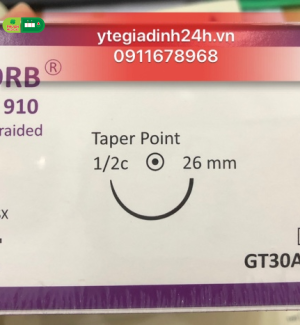 ytegiadinh24h.vn
0911678968
ORB®
910
raided
Taper Point
1/2c 26 mm
GT30A